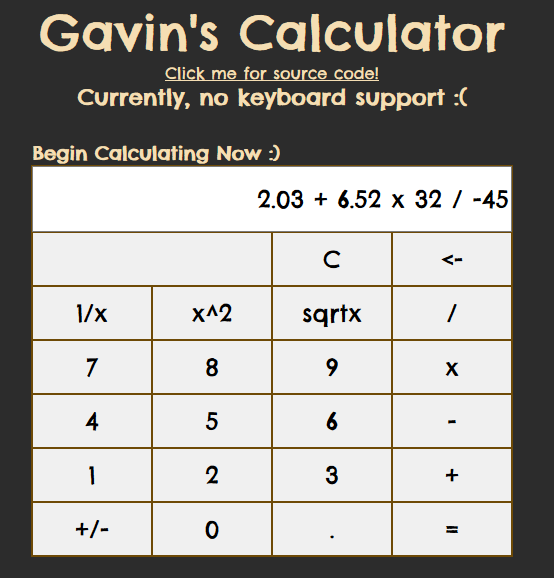 Gavin's Calculator
Click me for source code!
Currently, no keyboard support :(
Begin Calculating Now :)
2.03 + 6.52 x 32 / -45
C <-
1/x x^2 sqrtx /
7 8 9 x
4 5 6 -
1 2 3 +
+/- 0 . =